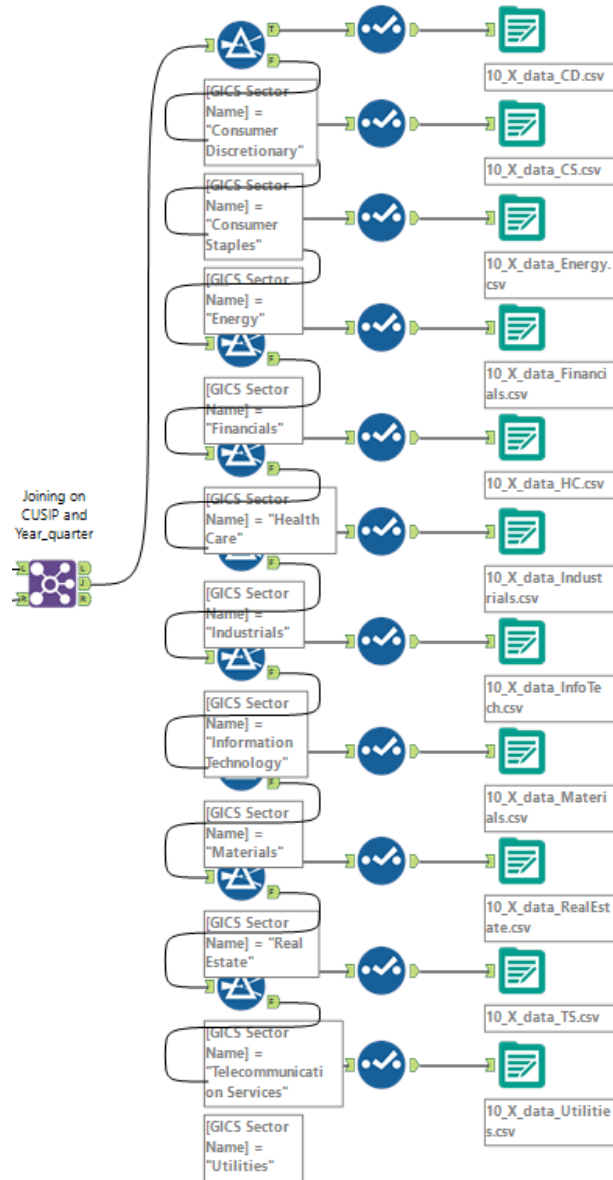 T
F
10_X_data_CD.csv
[GICS Sector
Name] =
"Consumer
Discretionary"
10_X_data_CS.csv
[GICS Sector
Name] =
"Consumer
Staples"
10_X_data_Energy.
csv
[GICS Sector
Name] =
"Energy"
F
10_X_data_Financi
als.csv
[GICS Sector
Name] =
"Financials"
F
10_X_data_HC.csv
Joining on
CUSIP and
Year_quarter
L
R
L
J
R
[GICS Sector
Name] = "Health
Care"
F
10_X_data_Indust
rials.csv
[GICS Sector
Name] =
"Industrials"
F
10_X_data_InfoTe
ch.csv
[GICS Sector
Name] =
"Information
Technology"
F
10_X_data_Materi
als.csv
[GICS Sector
Name] =
"Materials"
F
10_X_data_RealEst
ate.csv
[GICS Sector
Name] = "Real
Estate"
F
10_X_data_TS.csv
[GICS Sector
Name] =
"Telecommunicati
on Services"
10_X_data_Utilitie
s.csv
[GICS Sector
Name] =
"Utilities"